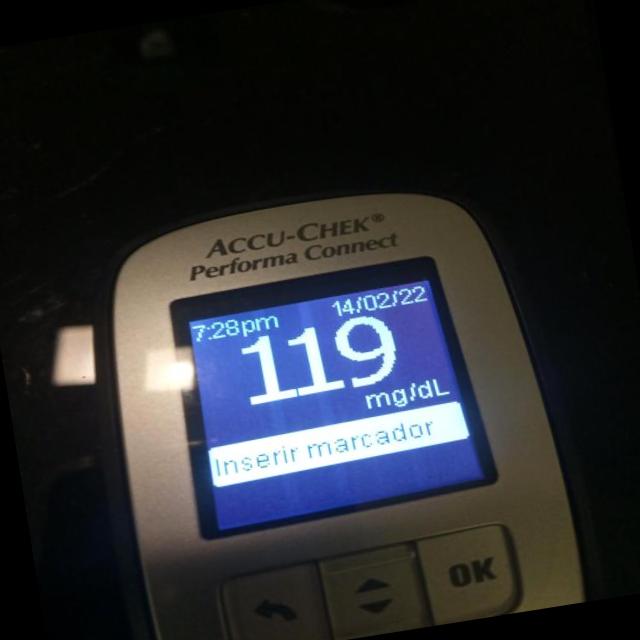 ACCU-CHEK®
Performa Connect
7:28pm 14/02/22
119
mg/dL
Inserir marcador
OK